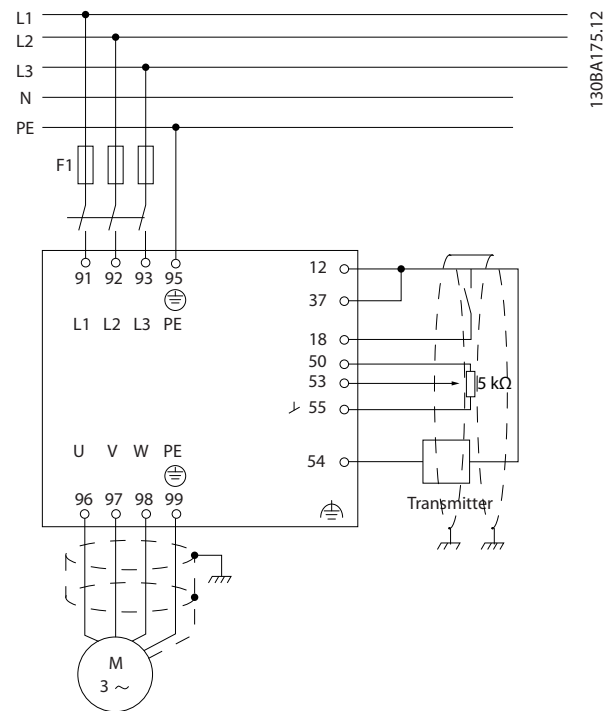 L1
L2
L3
N
PE
130BA175.12
F1
91 92 93 95
L1 L2 L3 PE
12
37
18
50
53
5 kΩ
55
54
Transmitter
U V W PE
96 97 98 99
M
3 ~